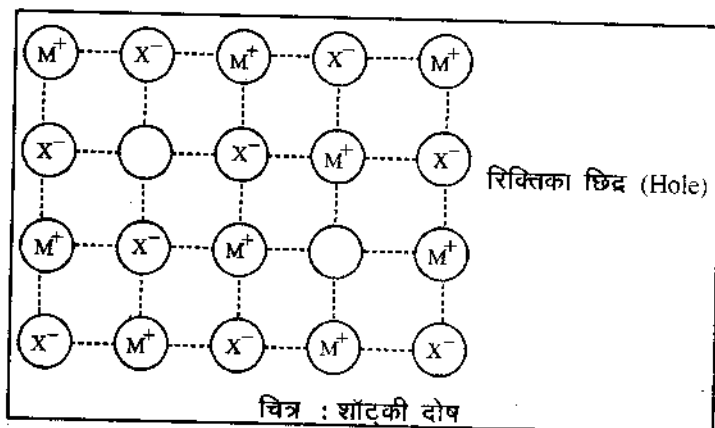 M⁺ X⁻ M⁺ X⁻ M⁺
X⁻ X⁻ M⁺ X⁻
रिक्तिका छिद्र (Hole)
M⁺ X⁻ M⁺ M⁺
X⁻ M⁺ X⁻ M⁺ X⁻
चित्र : शॉट्की दोष